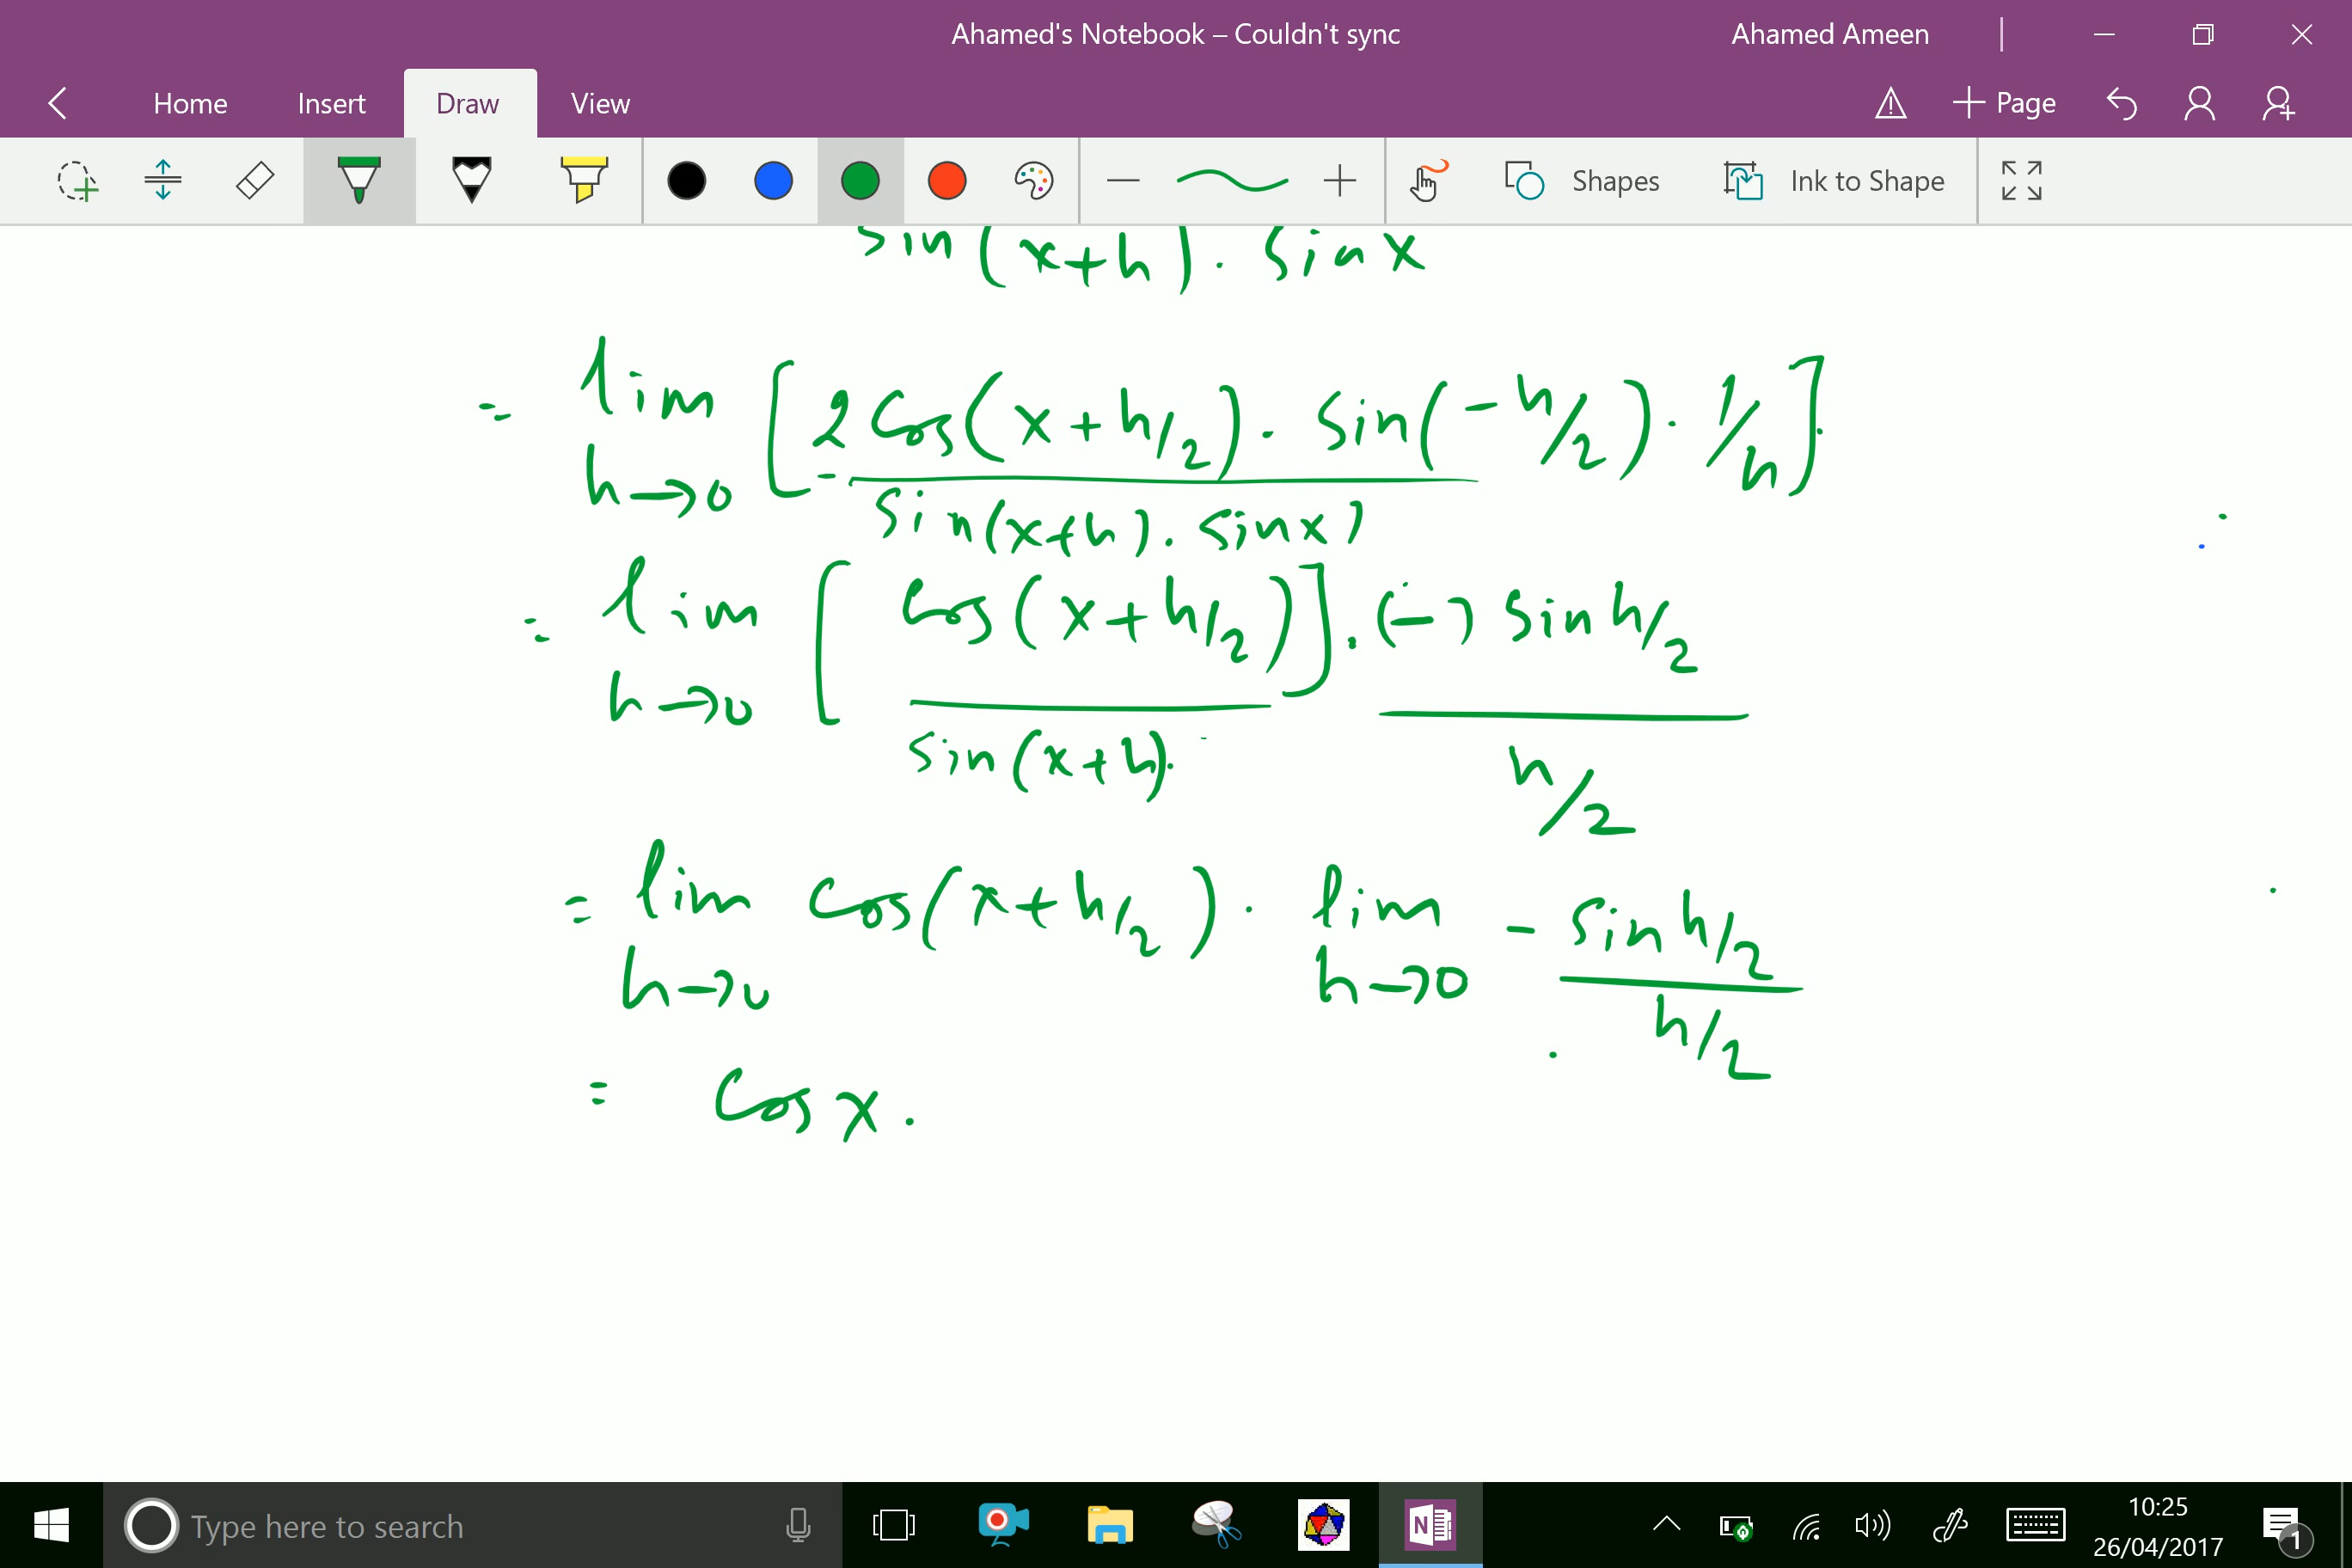 Ahamed's Notebook – Couldn't sync
Ahamed Ameen
Home Insert Draw View
+ Page
Shapes
Ink to Shape
sin (x+h) . sin x
= lim h→0 [ 2 cos(x + h/2) . sin(-h/2) . 1/h ]
sin(x+h) . sinx)
= lim h→0 [ cos(x+h/2) ] . (-) sin h/2
sin(x+h).
h/2
= lim h→0 cos(x+h/2) . lim h→0 - sin h/2
h/2
= cos x.
Type here to search
N
10:25
26/04/2017
1